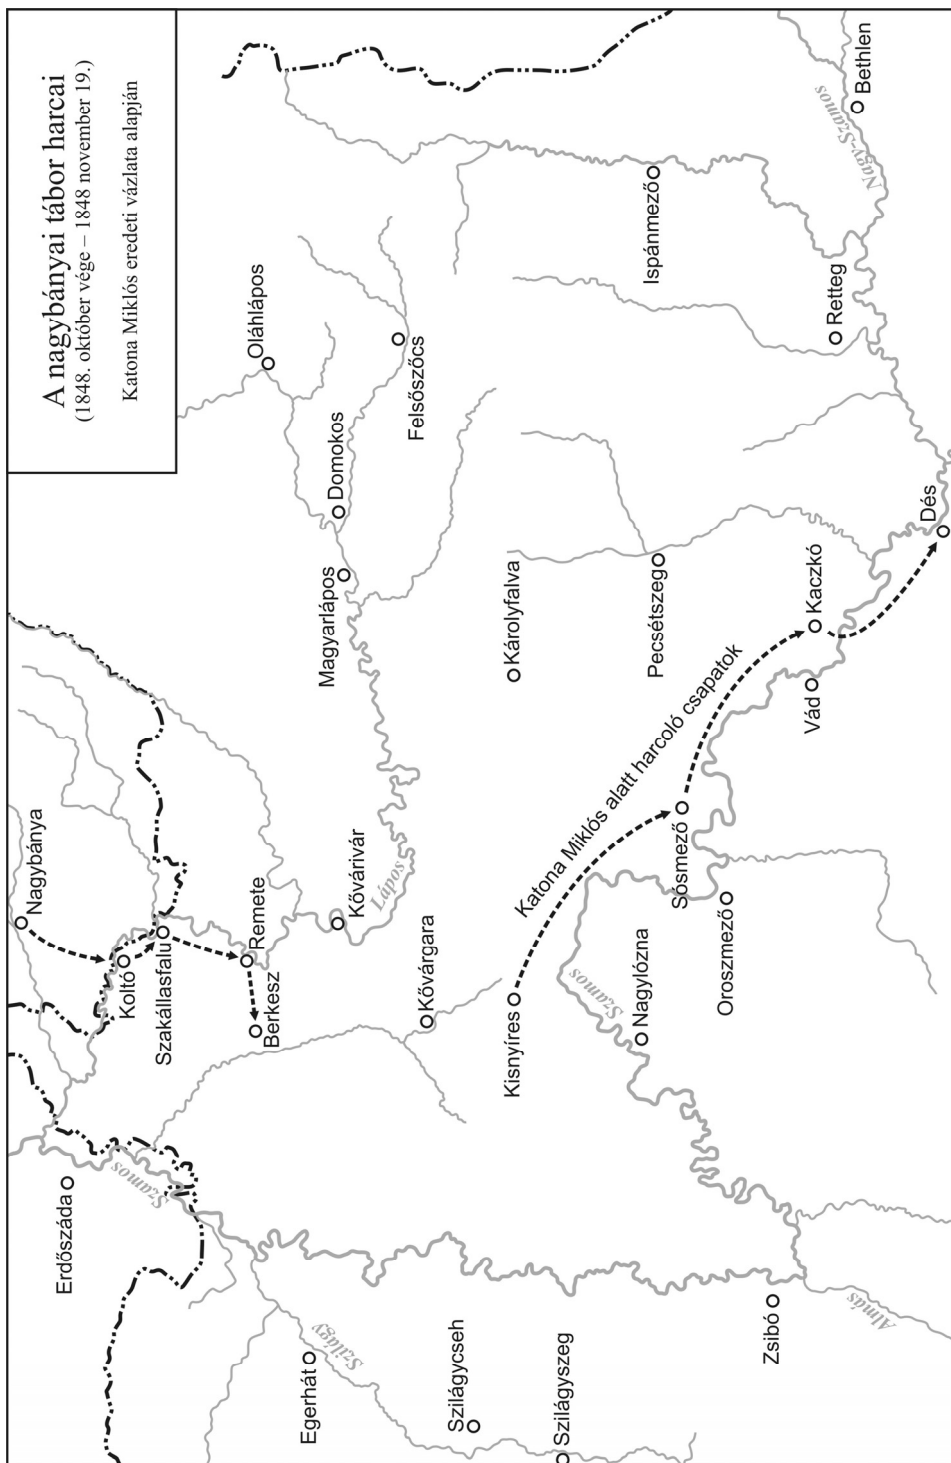 A nagybányai tábor harcai
(1848. október vége – 1848 november 19.)
Katona Miklós eredeti vázlata alapján
Erdőszáda
Szamos
Koltó
Nagybánya
Szakállasfalu
Berkesz
Remete
Oláhlápos
Egerhát
Szilágy
Kővárivár
Magyarlápos
Domokos
Felsőszőcs
Lápos
Kővárgara
Szilágycseh
Kisnyíres
Károlyfalva
Szilágyszeg
Szamos
Katona Miklós alatt harcoló csapatok
Nagylózna
Sósmező
Pecsétszeg
Ispánmező
Oroszmező
Zsibó
Vád
Kaczkó
Retteg
Nagy-Szamos
Bethlen
Almás
Dés